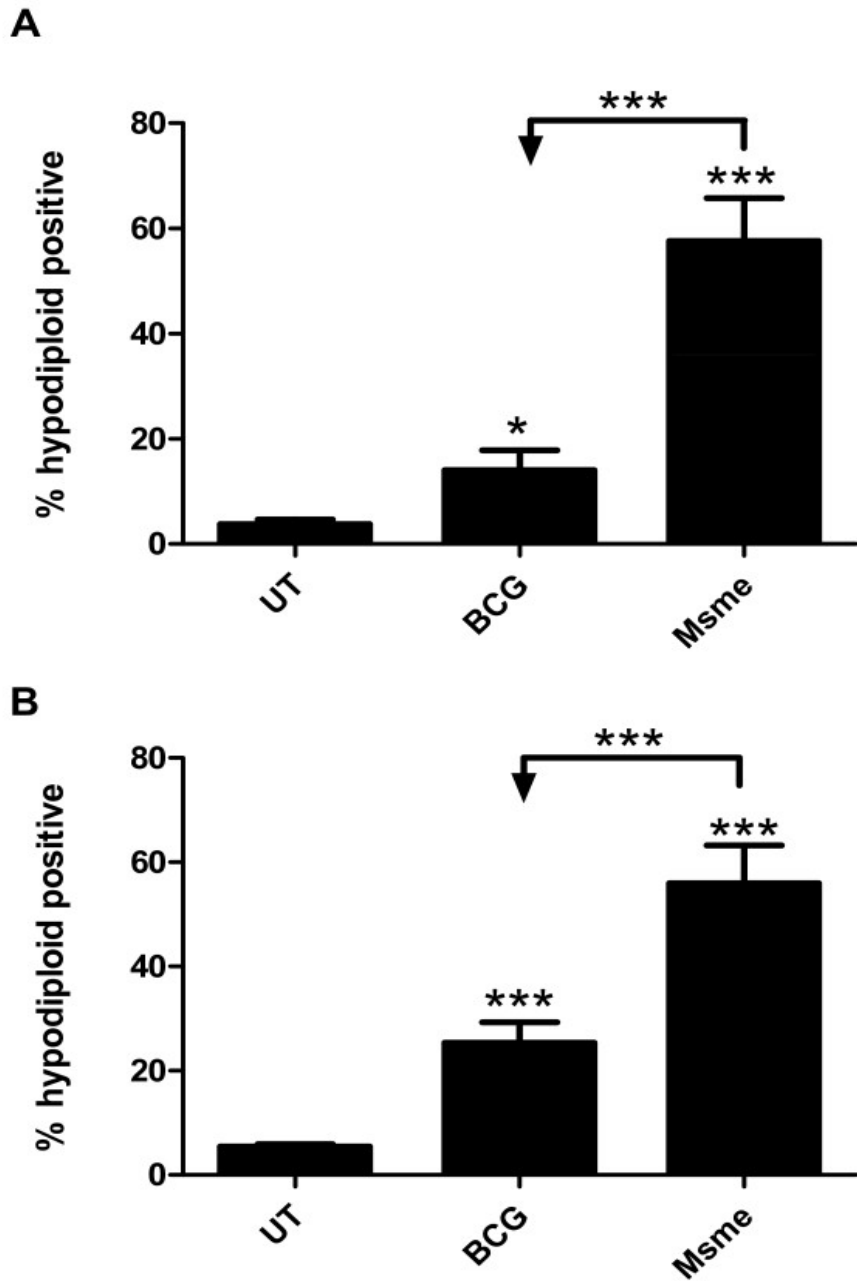 A
***
80
***
60
40
*
20
0
% hypodiploid positive
UT
BCG
Msme
B
***
80
***
60
40
***
20
0
% hypodiploid positive
UT
BCG
Msme